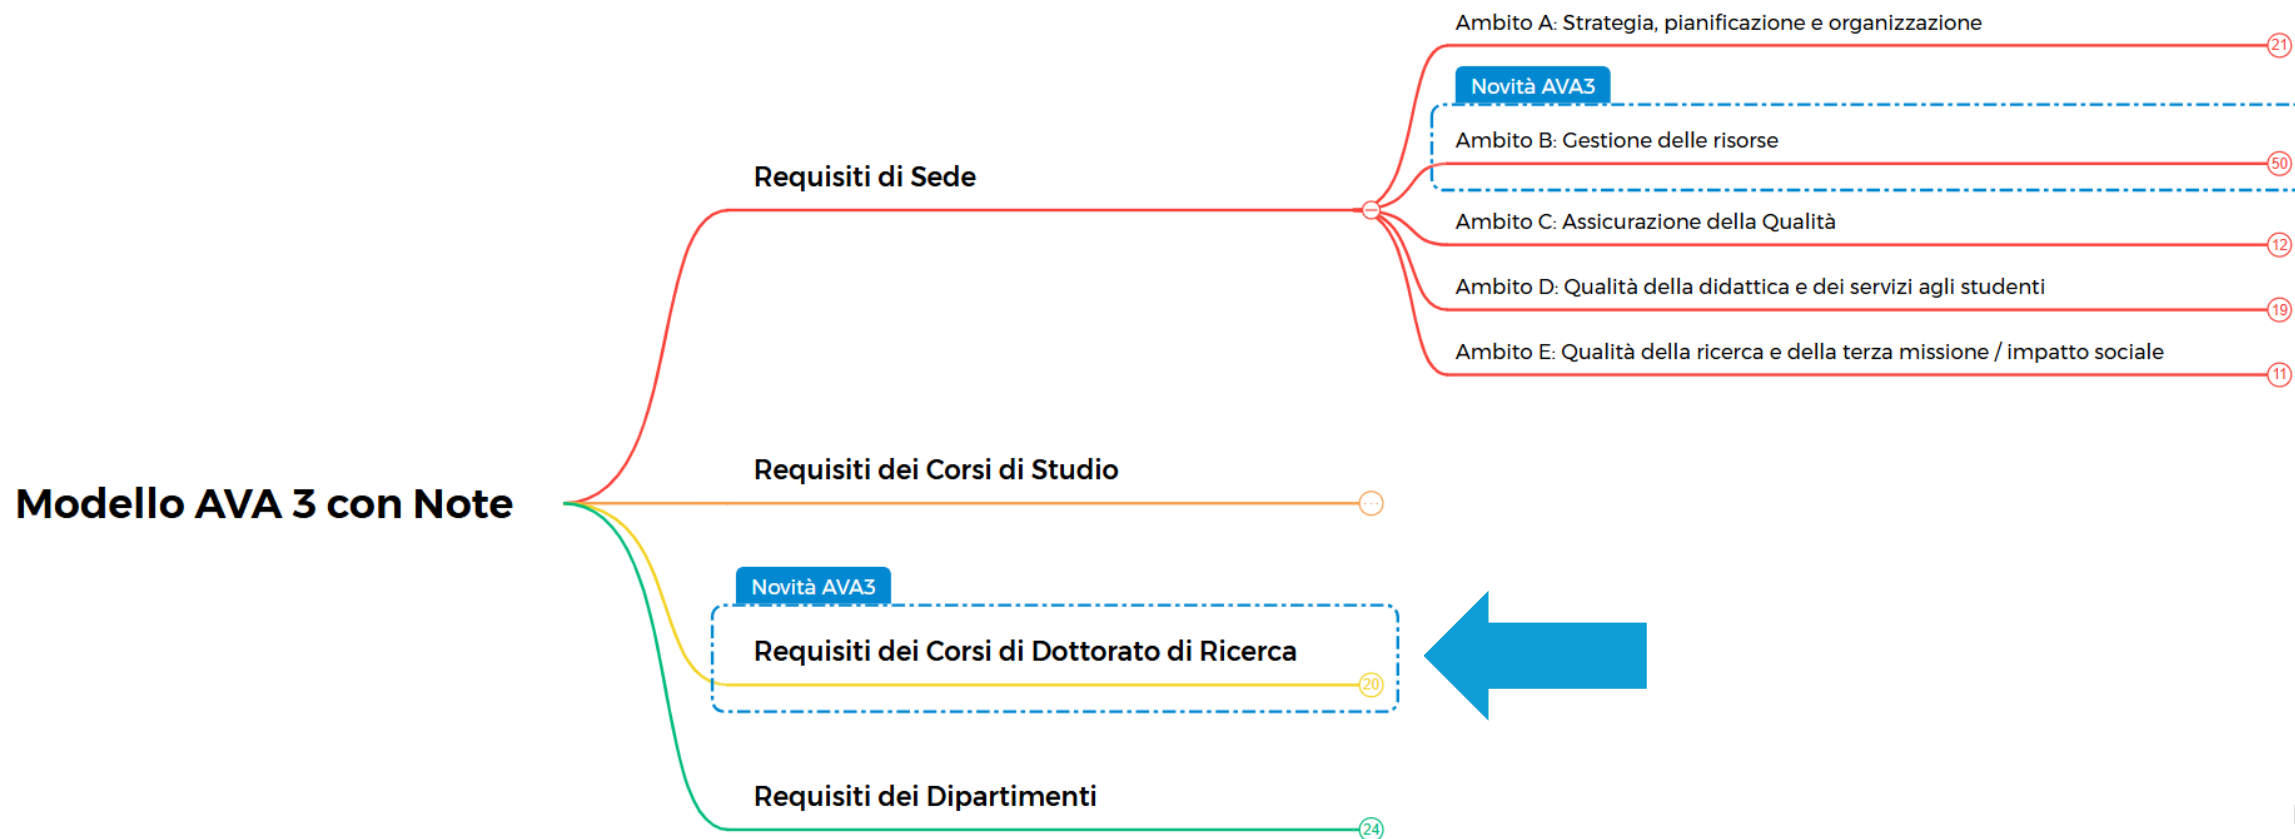 Modello AVA 3 con Note
Requisiti di Sede
Ambito A: Strategia, pianificazione e organizzazione
21
Novità AVA3
Ambito B: Gestione delle risorse
50
Ambito C: Assicurazione della Qualità
12
Ambito D: Qualità della didattica e dei servizi agli studenti
19
Ambito E: Qualità della ricerca e della terza missione / impatto sociale
11
Requisiti dei Corsi di Studio
...
Novità AVA3
Requisiti dei Corsi di Dottorato di Ricerca
20
Requisiti dei Dipartimenti
24